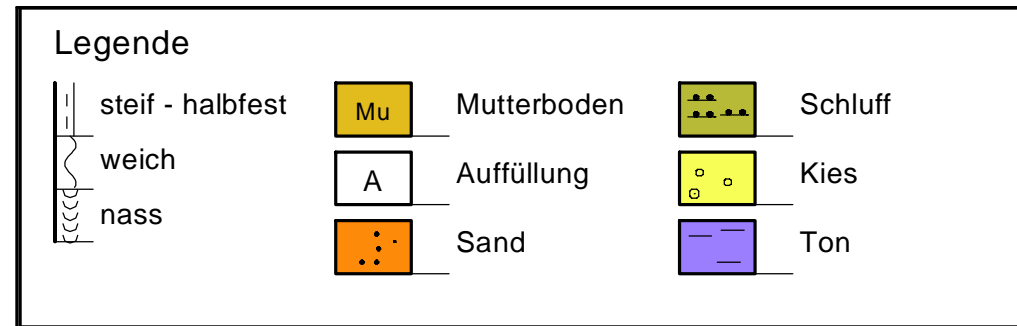 Legende
steif - halbfest
weich
nass
Mu Mutterboden
A Auffüllung
Sand
Schluff
Kies
Ton